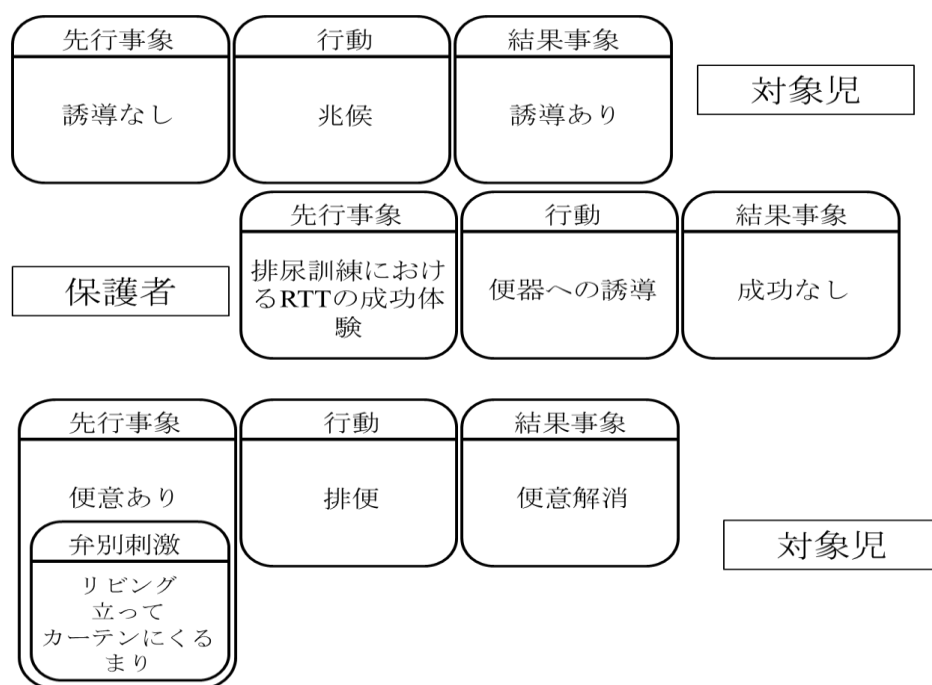 先行事象
行動
結果事象
誘導なし
兆候
誘導あり
対象児
先行事象
行動
結果事象
保護者
排尿訓練におけ
るRTTの成功体
験
便器への誘導
成功なし
先行事象
行動
結果事象
便意あり
排便
便意解消
弁別刺激
リビング
立って
カーテンにくる
まり
対象児